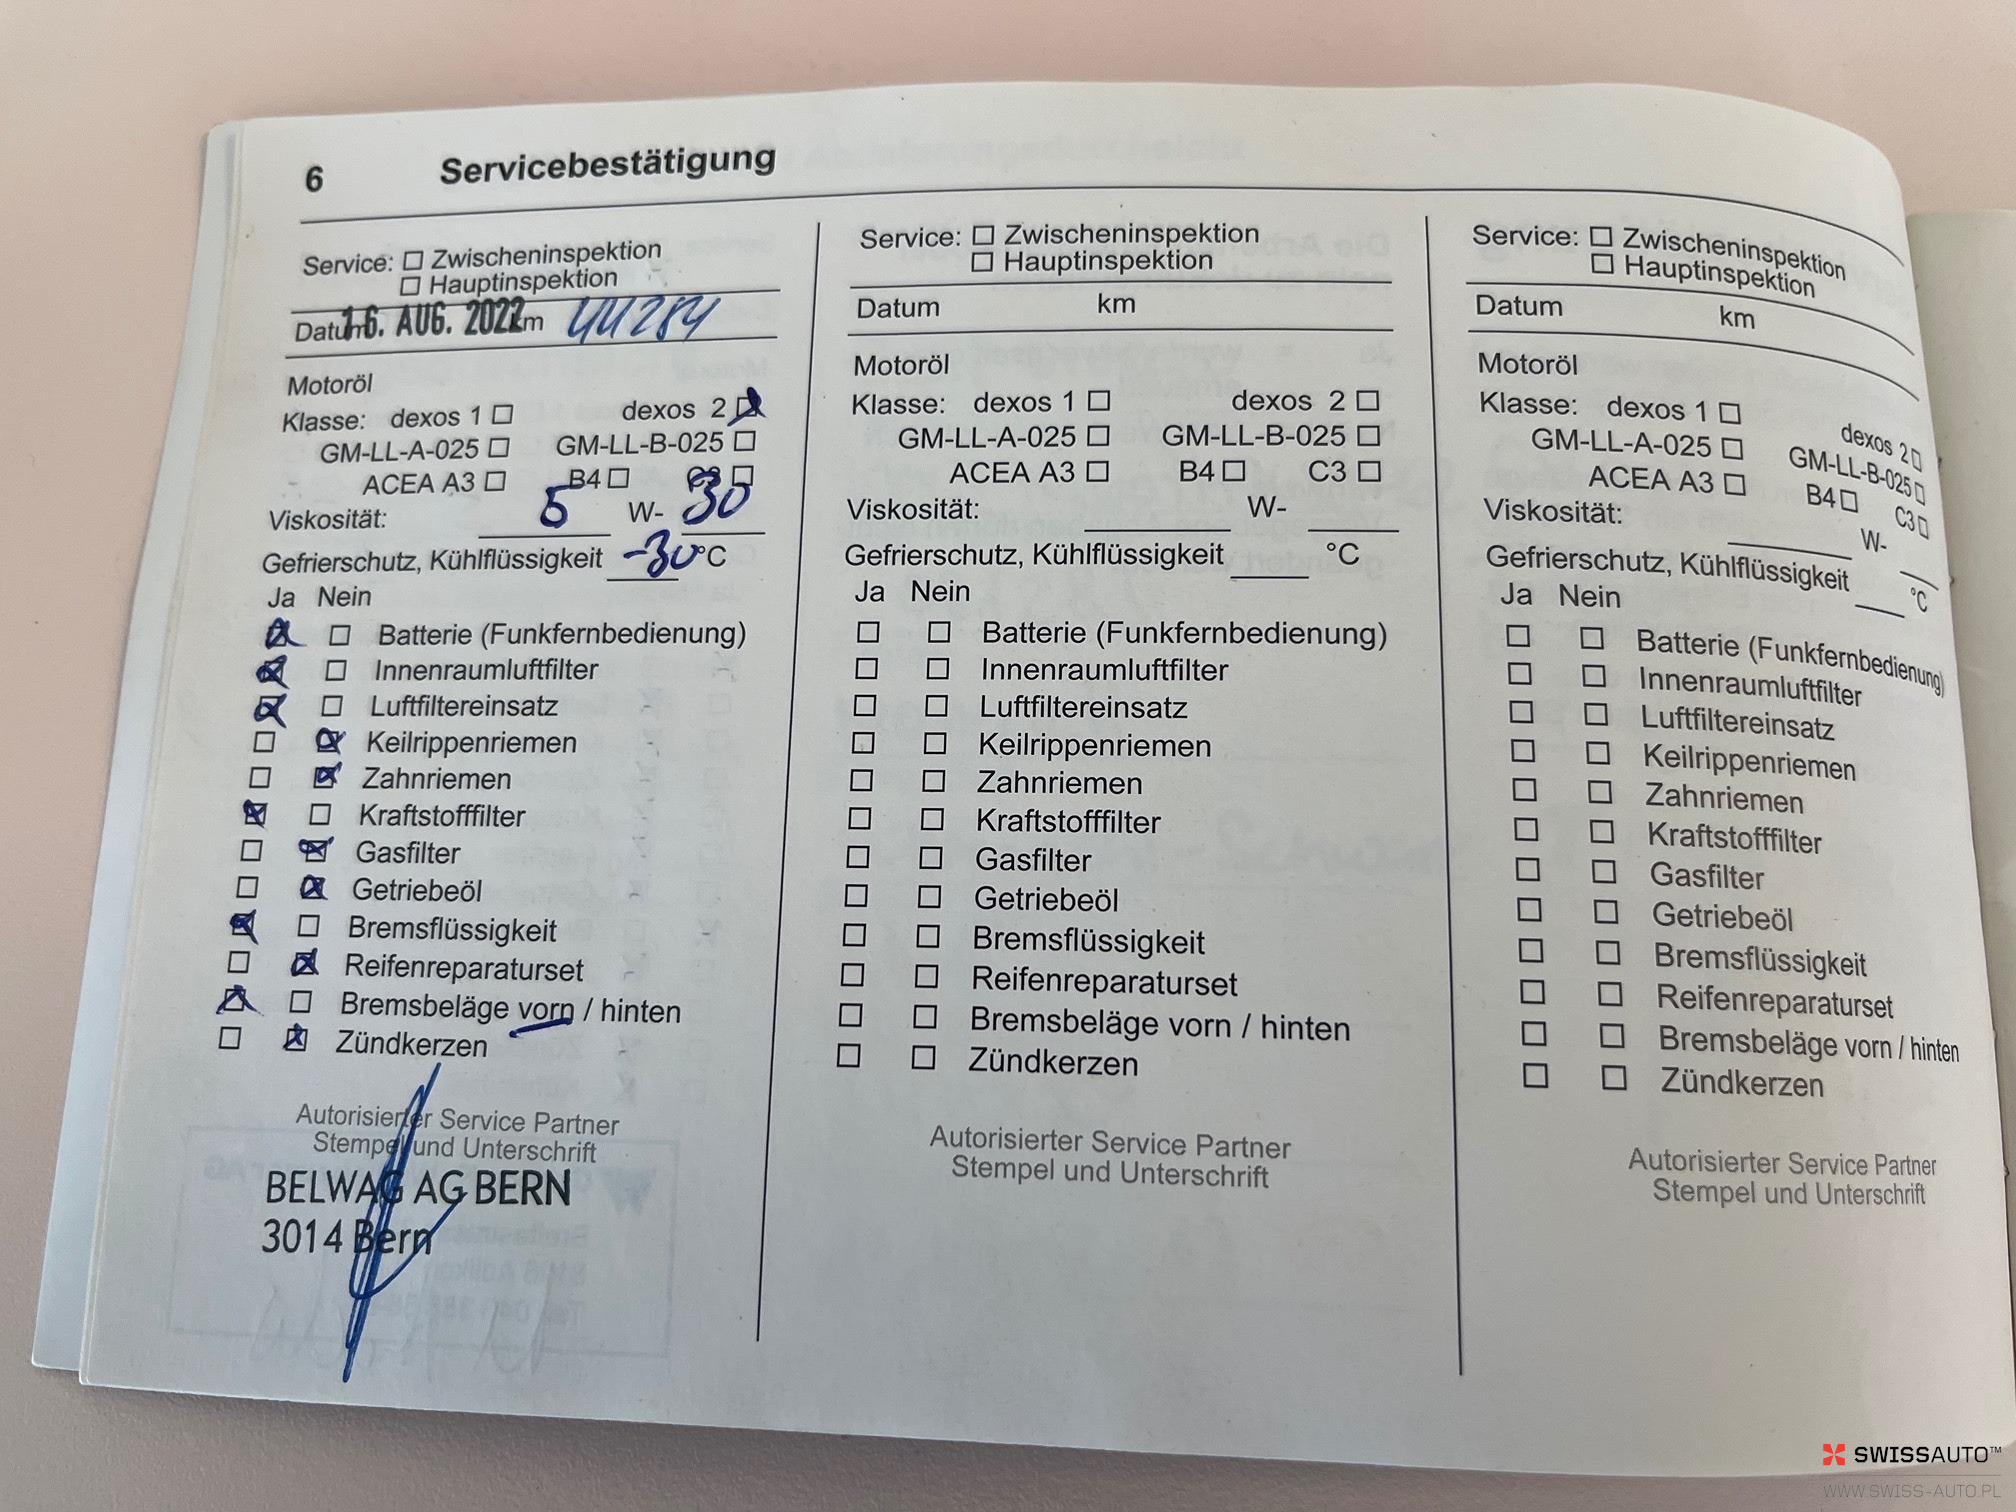 6 Servicebestätigung
Service: ☐ Zwischeninspektion
☐ Hauptinspektion
Datum 16. AUG. 2022 km 44284
Motoröl
Klasse: dexos 1 ☐ dexos 2 ☒
GM-LL-A-025 ☐ GM-LL-B-025 ☐
ACEA A3 ☐ B4 ☐ C3 ☐
Viskosität: 5 W- 30
Gefrierschutz, Kühlflüssigkeit -30 °C
Ja Nein
☒ ☐ Batterie (Funkfernbedienung)
☒ ☐ Innenraumluftfilter
☒ ☐ Luftfiltereinsatz
☐ ☒ Keilrippenriemen
☐ ☒ Zahnriemen
☒ ☐ Kraftstofffilter
☐ ☒ Gasfilter
☐ ☒ Getriebeöl
☒ ☐ Bremsflüssigkeit
☐ ☒ Reifenreparaturset
☒ ☐ Bremsbeläge vorn / hinten
☐ ☒ Zündkerzen
Autorisierter Service Partner
Stempel und Unterschrift
BELWAG AG BERN
3014 Bern
Service: ☐ Zwischeninspektion
☐ Hauptinspektion
Datum km
Motoröl
Klasse: dexos 1 ☐ dexos 2 ☐
GM-LL-A-025 ☐ GM-LL-B-025 ☐
ACEA A3 ☐ B4 ☐ C3 ☐
Viskosität: W-
Gefrierschutz, Kühlflüssigkeit °C
Ja Nein
☐ ☐ Batterie (Funkfernbedienung)
☐ ☐ Innenraumluftfilter
☐ ☐ Luftfiltereinsatz
☐ ☐ Keilrippenriemen
☐ ☐ Zahnriemen
☐ ☐ Kraftstofffilter
☐ ☐ Gasfilter
☐ ☐ Getriebeöl
☐ ☐ Bremsflüssigkeit
☐ ☐ Reifenreparaturset
☐ ☐ Bremsbeläge vorn / hinten
☐ ☐ Zündkerzen
Autorisierter Service Partner
Stempel und Unterschrift
Service: ☐ Zwischeninspektion
☐ Hauptinspektion
Datum km
Motoröl
Klasse: dexos 1 ☐ dexos 2 ☐
GM-LL-A-025 ☐ GM-LL-B-025 ☐
ACEA A3 ☐ B4 ☐ C3 ☐
Viskosität: W-
Gefrierschutz, Kühlflüssigkeit °C
Ja Nein
☐ ☐ Batterie (Funkfernbedienung)
☐ ☐ Innenraumluftfilter
☐ ☐ Luftfiltereinsatz
☐ ☐ Keilrippenriemen
☐ ☐ Zahnriemen
☐ ☐ Kraftstofffilter
☐ ☐ Gasfilter
☐ ☐ Getriebeöl
☐ ☐ Bremsflüssigkeit
☐ ☐ Reifenreparaturset
☐ ☐ Bremsbeläge vorn / hinten
☐ ☐ Zündkerzen
Autorisierter Service Partner
Stempel und Unterschrift
SWISSAUTO™
WWW.SWISS-AUTO.PL